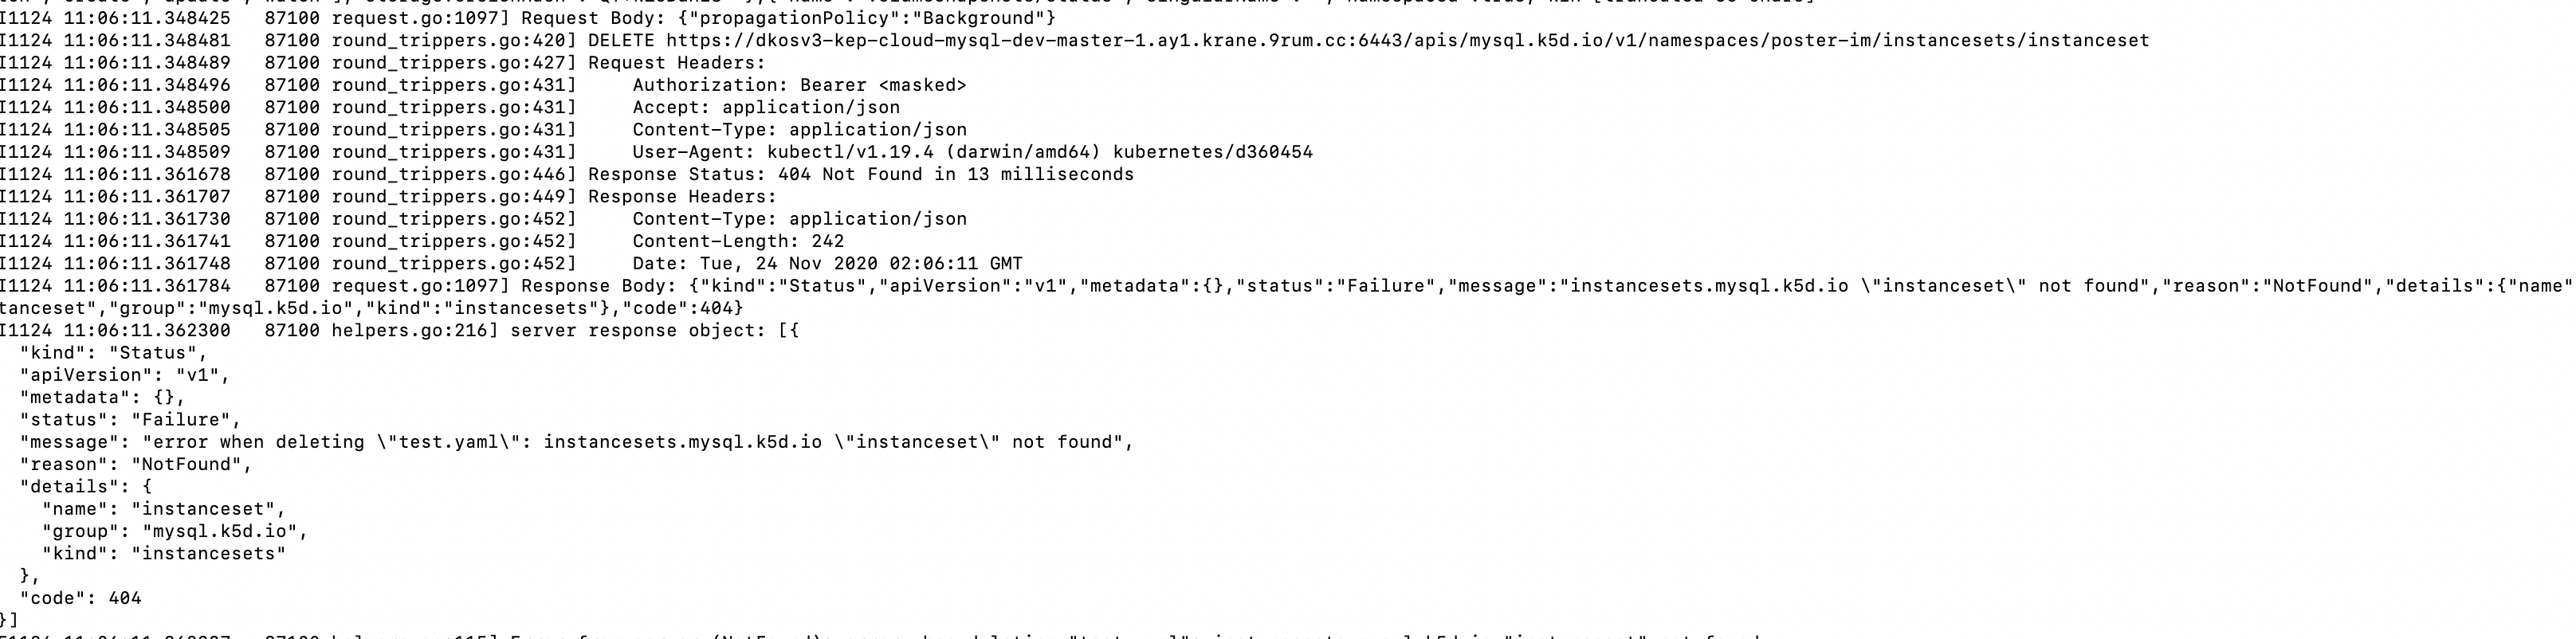 I1124 11:06:11.348425   87100 request.go:1097] Request Body: {"propagationPolicy":"Background"}
I1124 11:06:11.348481   87100 round_trippers.go:420] DELETE https://dkosv3-kep-cloud-mysql-dev-master-1.ay1.krane.9rum.cc:6443/apis/mysql.k5d.io/v1/namespaces/poster-im/instancesets/instanceset
I1124 11:06:11.348489   87100 round_trippers.go:427] Request Headers:
I1124 11:06:11.348496   87100 round_trippers.go:431]     Authorization: Bearer <masked>
I1124 11:06:11.348500   87100 round_trippers.go:431]     Accept: application/json
I1124 11:06:11.348505   87100 round_trippers.go:431]     Content-Type: application/json
I1124 11:06:11.348509   87100 round_trippers.go:431]     User-Agent: kubectl/v1.19.4 (darwin/amd64) kubernetes/d360454
I1124 11:06:11.361678   87100 round_trippers.go:446] Response Status: 404 Not Found in 13 milliseconds
I1124 11:06:11.361707   87100 round_trippers.go:449] Response Headers:
I1124 11:06:11.361730   87100 round_trippers.go:452]     Content-Type: application/json
I1124 11:06:11.361741   87100 round_trippers.go:452]     Content-Length: 242
I1124 11:06:11.361748   87100 round_trippers.go:452]     Date: Tue, 24 Nov 2020 02:06:11 GMT
I1124 11:06:11.361784   87100 request.go:1097] Response Body: {"kind":"Status","apiVersion":"v1","metadata":{},"status":"Failure","message":"instancesets.mysql.k5d.io \"instanceset\" not found","reason":"NotFound","details":{"name"
tanceset","group":"mysql.k5d.io","kind":"instancesets"},"code":404}
I1124 11:06:11.362300   87100 helpers.go:216] server response object: [{
  "kind": "Status",
  "apiVersion": "v1",
  "metadata": {},
  "status": "Failure",
  "message": "error when deleting \"test.yaml\": instancesets.mysql.k5d.io \"instanceset\" not found",
  "reason": "NotFound",
  "details": {
    "name": "instanceset",
    "group": "mysql.k5d.io",
    "kind": "instancesets"
  },
  "code": 404
}]